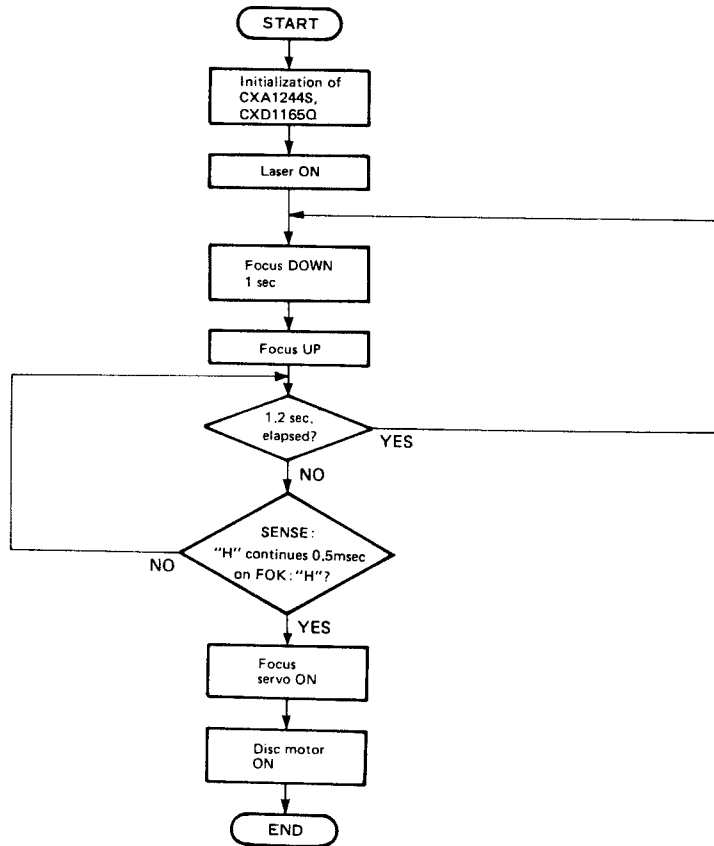 START
Initialization of
CXA1244S,
CXD1165Q
Laser ON
Focus DOWN
1 sec
Focus UP
1.2 sec.
elapsed?
YES
NO
SENSE:
"H" continues 0.5msec
on FOK: "H"?
NO
YES
Focus
servo ON
Disc motor
ON
END